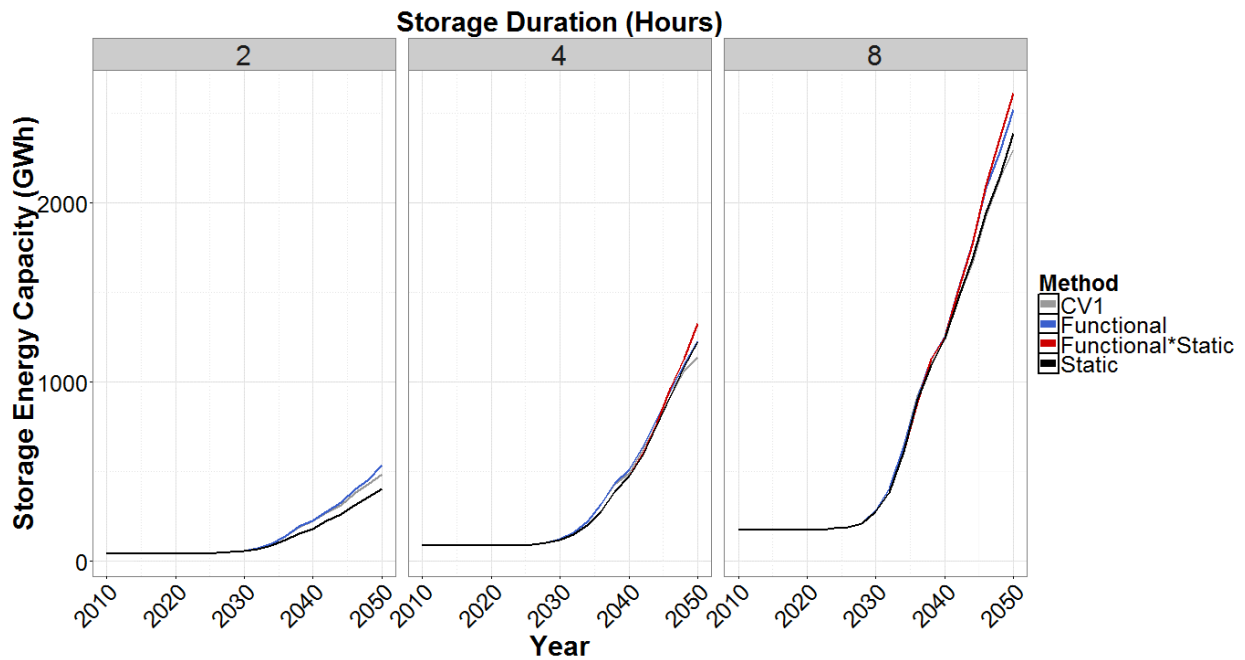 Storage Duration (Hours)
2 4 8
Storage Energy Capacity (GWh)
2000
1000
0
2010 2020 2030 2040 2050 2010 2020 2030 2040 2050 2010 2020 2030 2040 2050
Year
Method
CV1
Functional
Functional*Static
Static